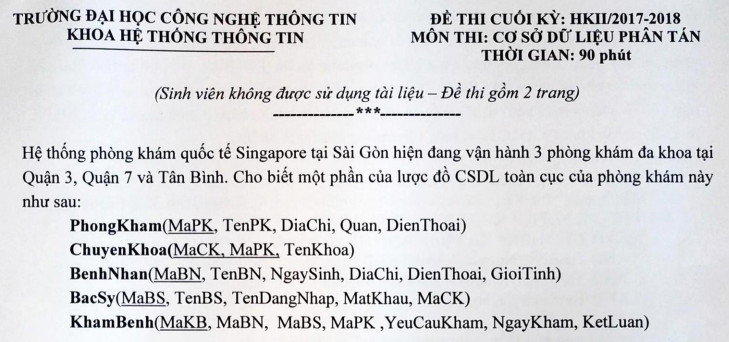 TRƯỜNG ĐẠI HỌC CÔNG NGHỆ THÔNG TIN
KHOA HỆ THỐNG THÔNG TIN
ĐỀ THI CUỐI KỲ: HKII/2017-2018
MÔN THI: CƠ SỞ DỮ LIỆU PHÂN TÁN
THỜI GIAN: 90 phút
(Sinh viên không được sử dụng tài liệu – Đề thi gồm 2 trang)
--------------***--------------
Hệ thống phòng khám quốc tế Singapore tại Sài Gòn hiện đang vận hành 3 phòng khám đa khoa tại
Quận 3, Quận 7 và Tân Bình. Cho biết một phần của lược đồ CSDL toàn cục của phòng khám này
như sau:
PhongKham(MaPK, TenPK, DiaChi, Quan, DienThoai)
ChuyenKhoa(MaCK, MaPK, TenKhoa)
BenhNhan(MaBN, TenBN, NgaySinh, DiaChi, DienThoai, GioiTinh)
BacSy(MaBS, TenBS, TenDangNhap, MatKhau, MaCK)
KhamBenh(MaKB, MaBN, MaBS, MaPK ,YeuCauKham, NgayKham, KetLuan)